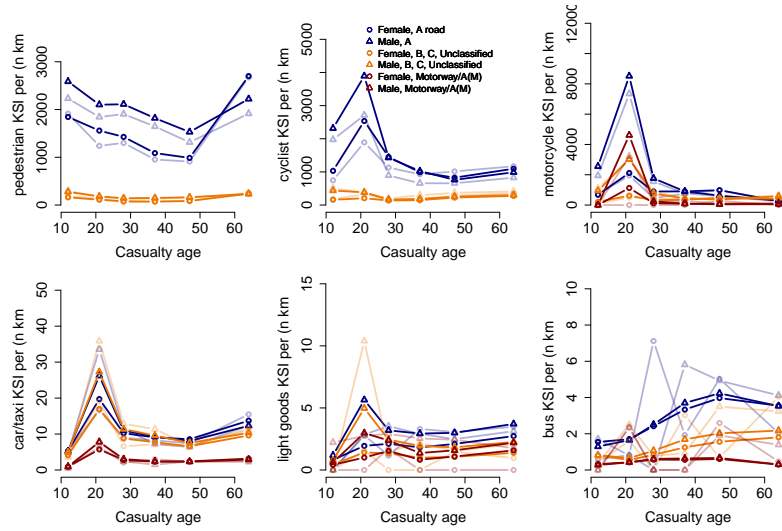 pedestrian KSI per (n km
0
1000
2000
3000
10 20 30 40 50 60
Casualty age
cyclist KSI per (n km
0
1000
3000
5000
10 20 30 40 50 60
Casualty age
Female, A road
Male, A
Female, B, C, Unclassified
Male, B, C, Unclassified
Female, Motorway/A(M)
Male, Motorway/A(M)
motorcycle KSI per (n km
0
4000
8000
12000
10 20 30 40 50 60
Casualty age
car/taxi KSI per (n km
0
10
20
30
40
50
10 20 30 40 50 60
Casualty age
light goods KSI per (n km
0
5
10
15
10 20 30 40 50 60
Casualty age
bus KSI per (n km
0
2
4
6
8
10
10 20 30 40 50 60
Casualty age